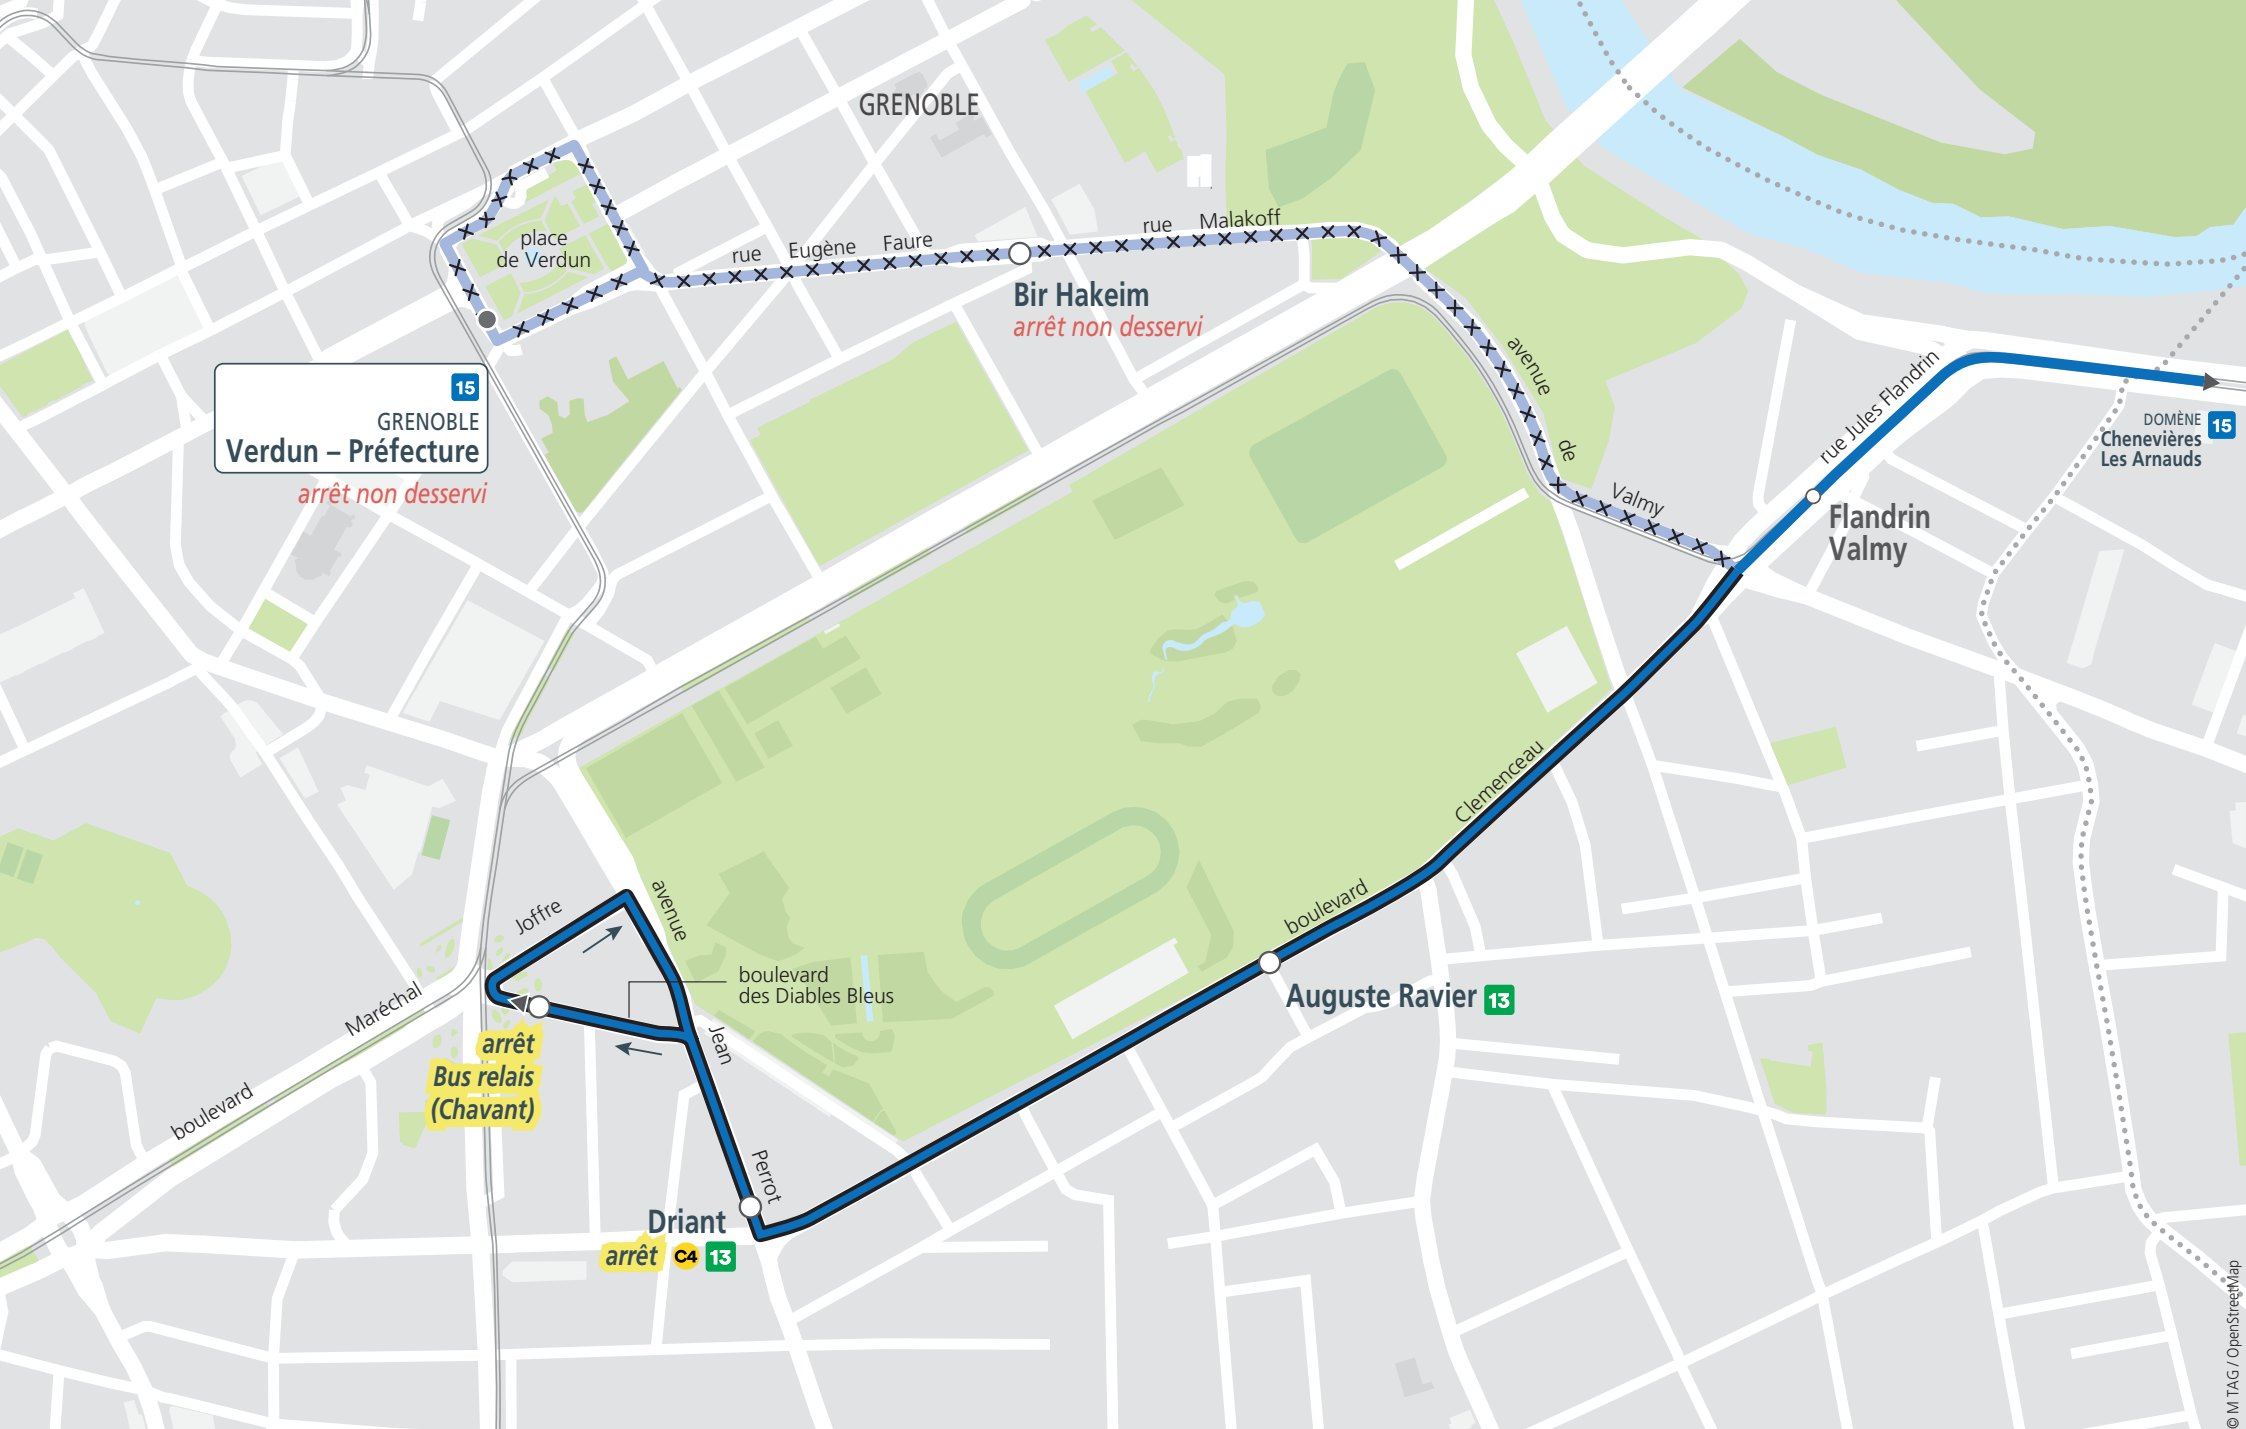 GRENOBLE
place
de Verdun
rue Eugène Faure
rue Malakoff
Bir Hakeim
arrêt non desservi
15
GRENOBLE
Verdun – Préfecture
arrêt non desservi
avenue
de
Valmy
rue Jules Flandrin
DOMÈNE
15
Chenevières
Les Arnauds
Flandrin
Valmy
Clemenceau
boulevard
Auguste Ravier 13
Joffre
avenue
boulevard
des Diables Bleus
Jean
Perrot
Maréchal
boulevard
arrêt
Bus relais
(Chavant)
Driant
arrêt C4 13
© M TAG / OpenStreetMap